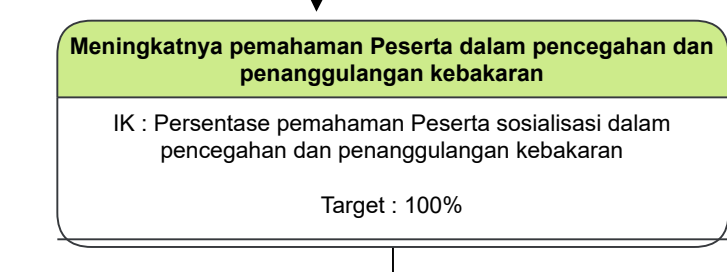 Meningkatnya pemahaman Peserta dalam pencegahan dan
penanggulangan kebakaran
IK : Persentase pemahaman Peserta sosialisasi dalam
pencegahan dan penanggulangan kebakaran
Target : 100%